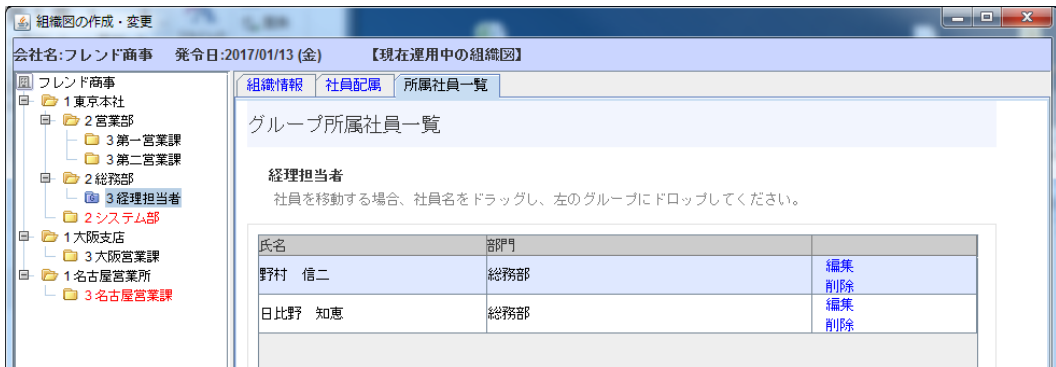 組織図の作成・変更
会社名:フレンド商事 発令日:2017/01/13 (金) 【現在運用中の組織図】
フレンド商事
1 東京本社
2 営業部
3 第一営業課
3 第二営業課
2 総務部
3 経理担当者
2 システム部
1 大阪支店
3 大阪営業課
1 名古屋営業所
3 名古屋営業課
組織情報 社員配属 所属社員一覧
グループ所属社員一覧
経理担当者
社員を移動する場合、社員名をドラッグし、左のグループにドロップしてください。
氏名 部門
野村 信二 総務部 編集
削除
日比野 知恵 総務部 編集
削除